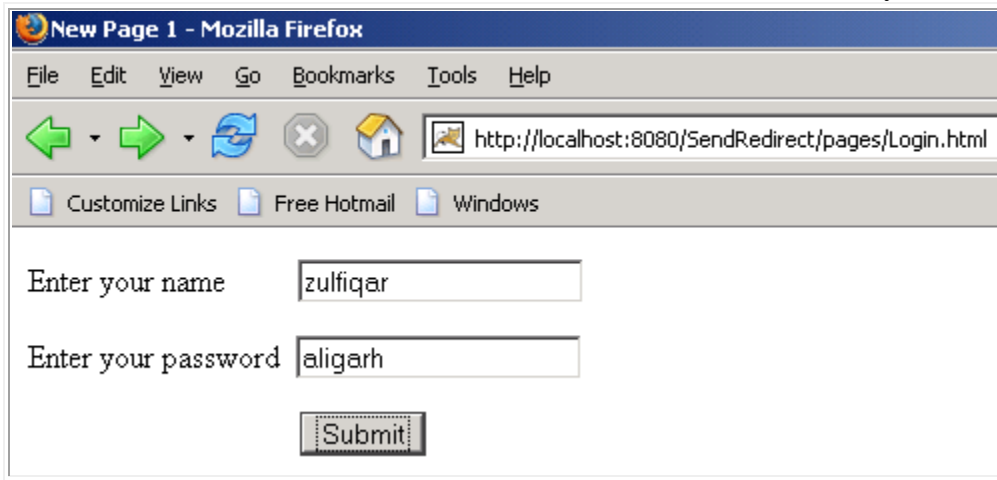 New Page 1 - Mozilla Firefox
File Edit View Go Bookmarks Tools Help
http://localhost:8080/SendRedirect/pages/Login.html
Customize Links Free Hotmail Windows
Enter your name zulfiqar
Enter your password aligarh
Submit